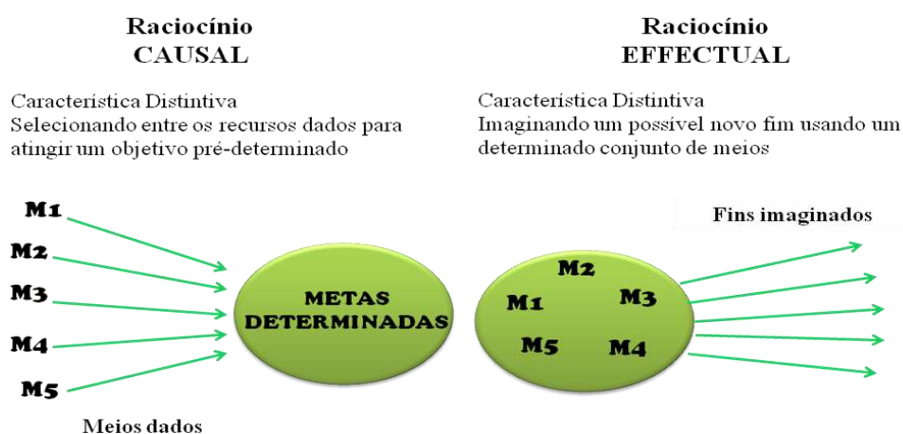 Raciocínio
CAUSAL
Característica Distintiva
Selecionando entre os recursos dados para
atingir um objetivo pré-determinado
M1
M2
M3
M4
M5
METAS
DETERMINADAS
Meios dados
Raciocínio
EFFECTUAL
Característica Distintiva
Imaginando um possível novo fim usando um
determinado conjunto de meios
Fins imaginados
M2
M1
M3
M5
M4